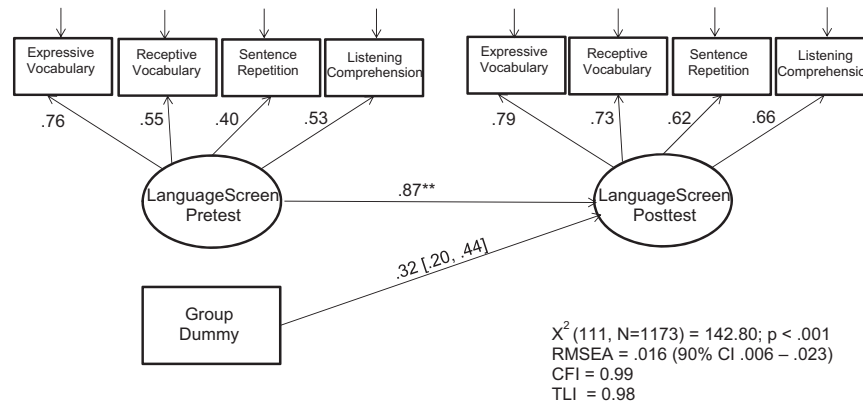 Expressive
Vocabulary
Receptive
Vocabulary
Sentence
Repetition
Listening
Comprehension
Expressive
Vocabulary
Receptive
Vocabulary
Sentence
Repetition
Listening
Comprehension
.76
.55
.40
.53
.79
.73
.62
.66
LanguageScreen
Pretest
.87**
LanguageScreen
Posttest
.32 [.20, .44]
Group
Dummy
X² (111, N=1173) = 142.80; p < .001
RMSEA = .016 (90% CI .006 – .023)
CFI = 0.99
TLI = 0.98